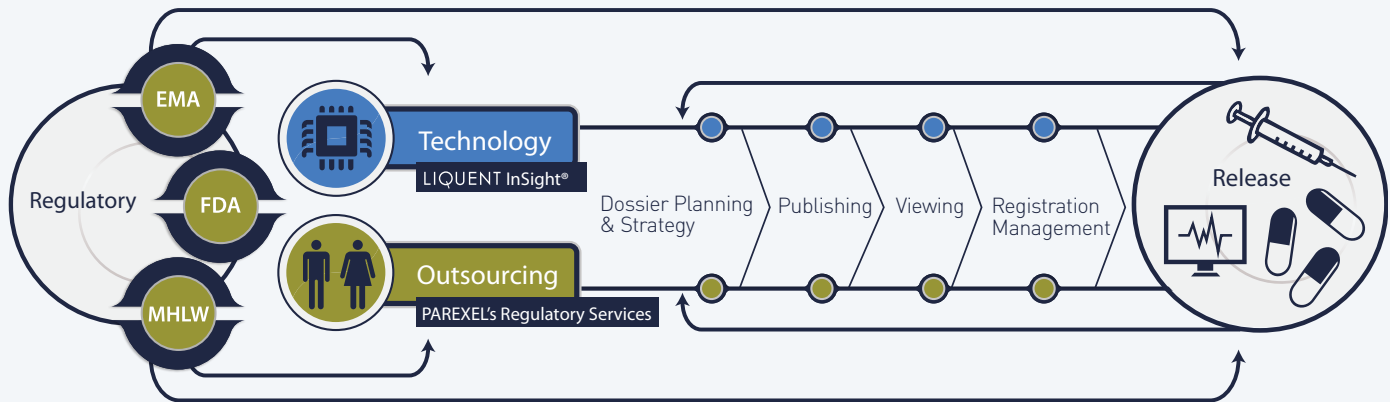 Regulatory
EMA
FDA
MHLW
Technology
LIQUENT InSight®
Outsourcing
PAREXEL's Regulatory Services
Dossier Planning
& Strategy
Publishing
Viewing
Registration
Management
Release